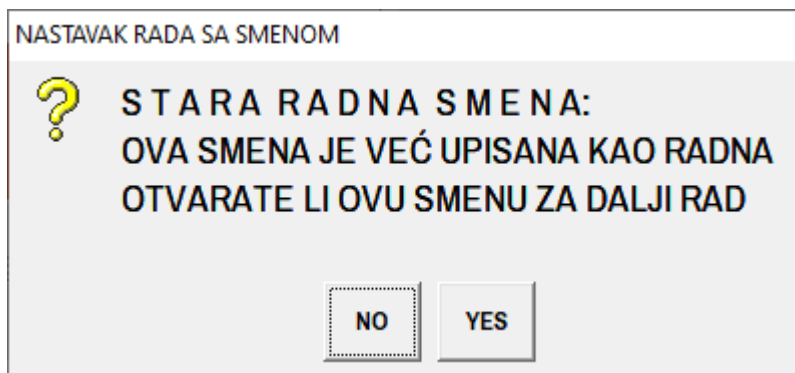 NASTAVAK RADA SA SMENOM
S T A R A R A D N A S M E N A:
OVA SMENA JE VEĆ UPISANA KAO RADNA
OTVARATE LI OVU SMENU ZA DALJI RAD
NO YES